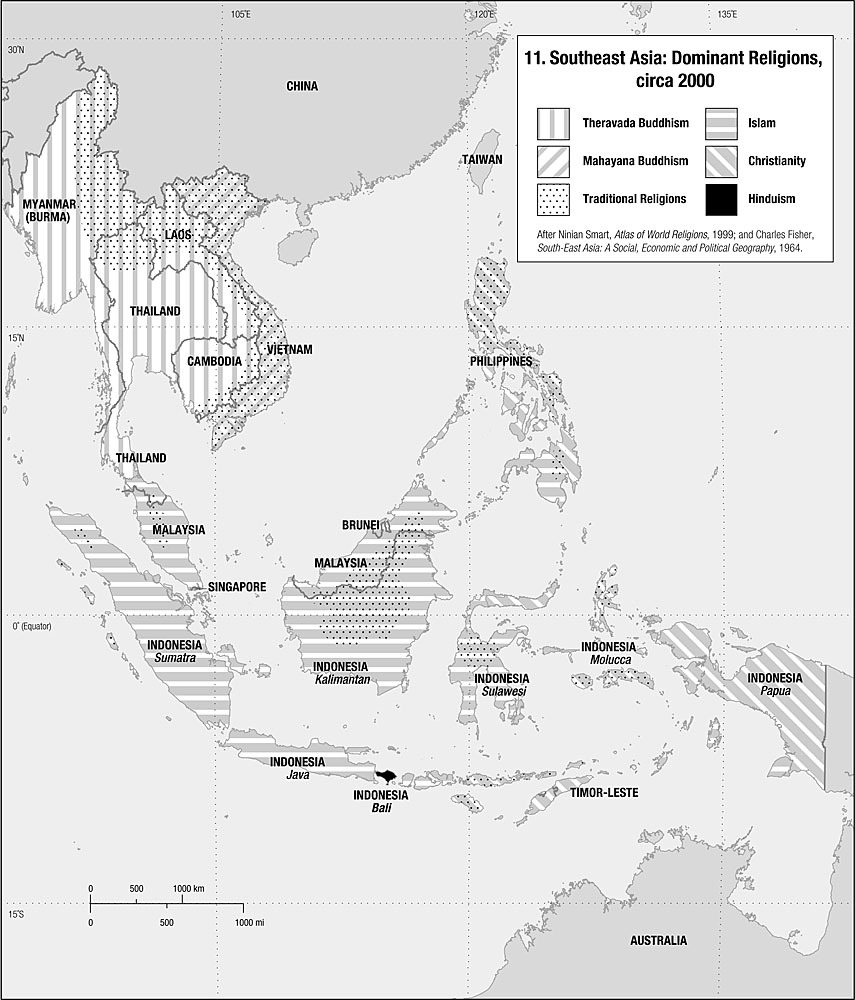 105°E
120°E
135°E
30°N
11. Southeast Asia: Dominant Religions,
circa 2000
Theravada Buddhism
Islam
Mahayana Buddhism
Christianity
Traditional Religions
Hinduism
After Ninian Smart, Atlas of World Religions, 1999; and Charles Fisher,
South-East Asia: A Social, Economic and Political Geography, 1964.
CHINA
TAIWAN
MYANMAR
(BURMA)
LAOS
THAILAND
15°N
VIETNAM
CAMBODIA
PHILIPPINES
THAILAND
MALAYSIA
BRUNEI
MALAYSIA
SINGAPORE
0° (Equator)
INDONESIA
Sumatra
INDONESIA
Kalimantan
INDONESIA
Sulawesi
INDONESIA
Molucca
INDONESIA
Papua
INDONESIA
Java
INDONESIA
Bali
TIMOR-LESTE
0 500 1000 km
0 500 1000 mi
15°S
AUSTRALIA